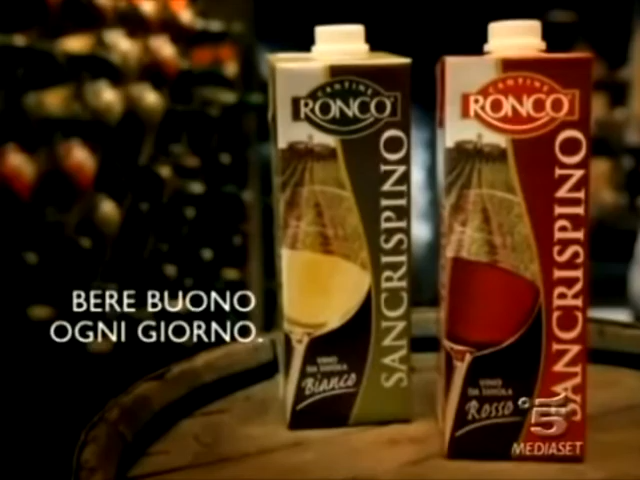 CANTINE
RONCO
SANCRISPINO
VINO
DA TAVOLA
Bianco
CANTINE
RONCO
SANCRISPINO
VINO
DA TAVOLA
Rosso
BERE BUONO
OGNI GIORNO.
5
MEDIASET